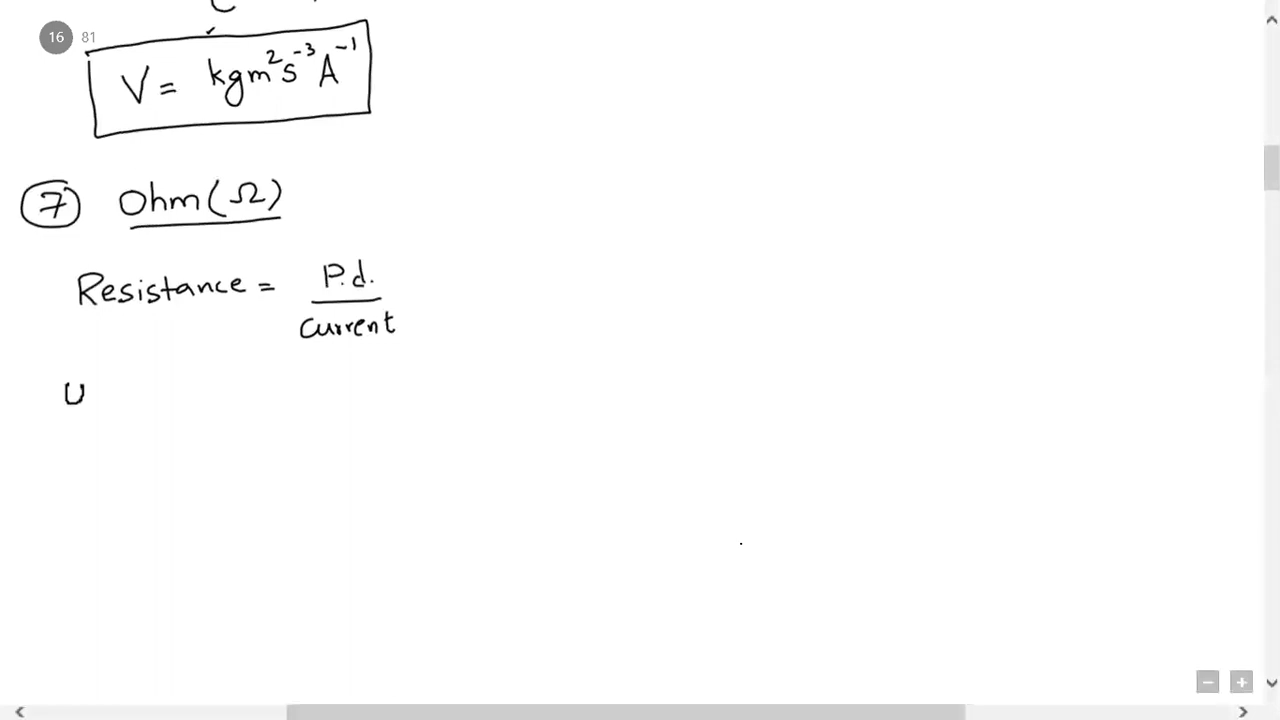 16 81
V = kgm²s⁻³A⁻¹
7 Ohm (Ω)
Resistance = P.d. / Current
U